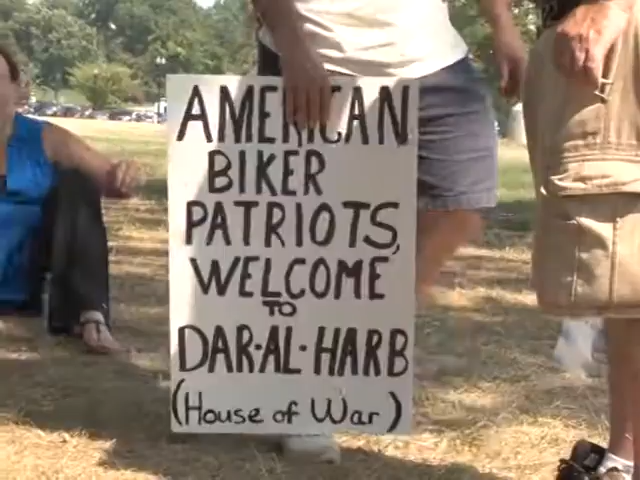 AMERICAN
BIKER
PATRIOTS,
WELCOME
TO
DAR·AL·HARB
(House of War)